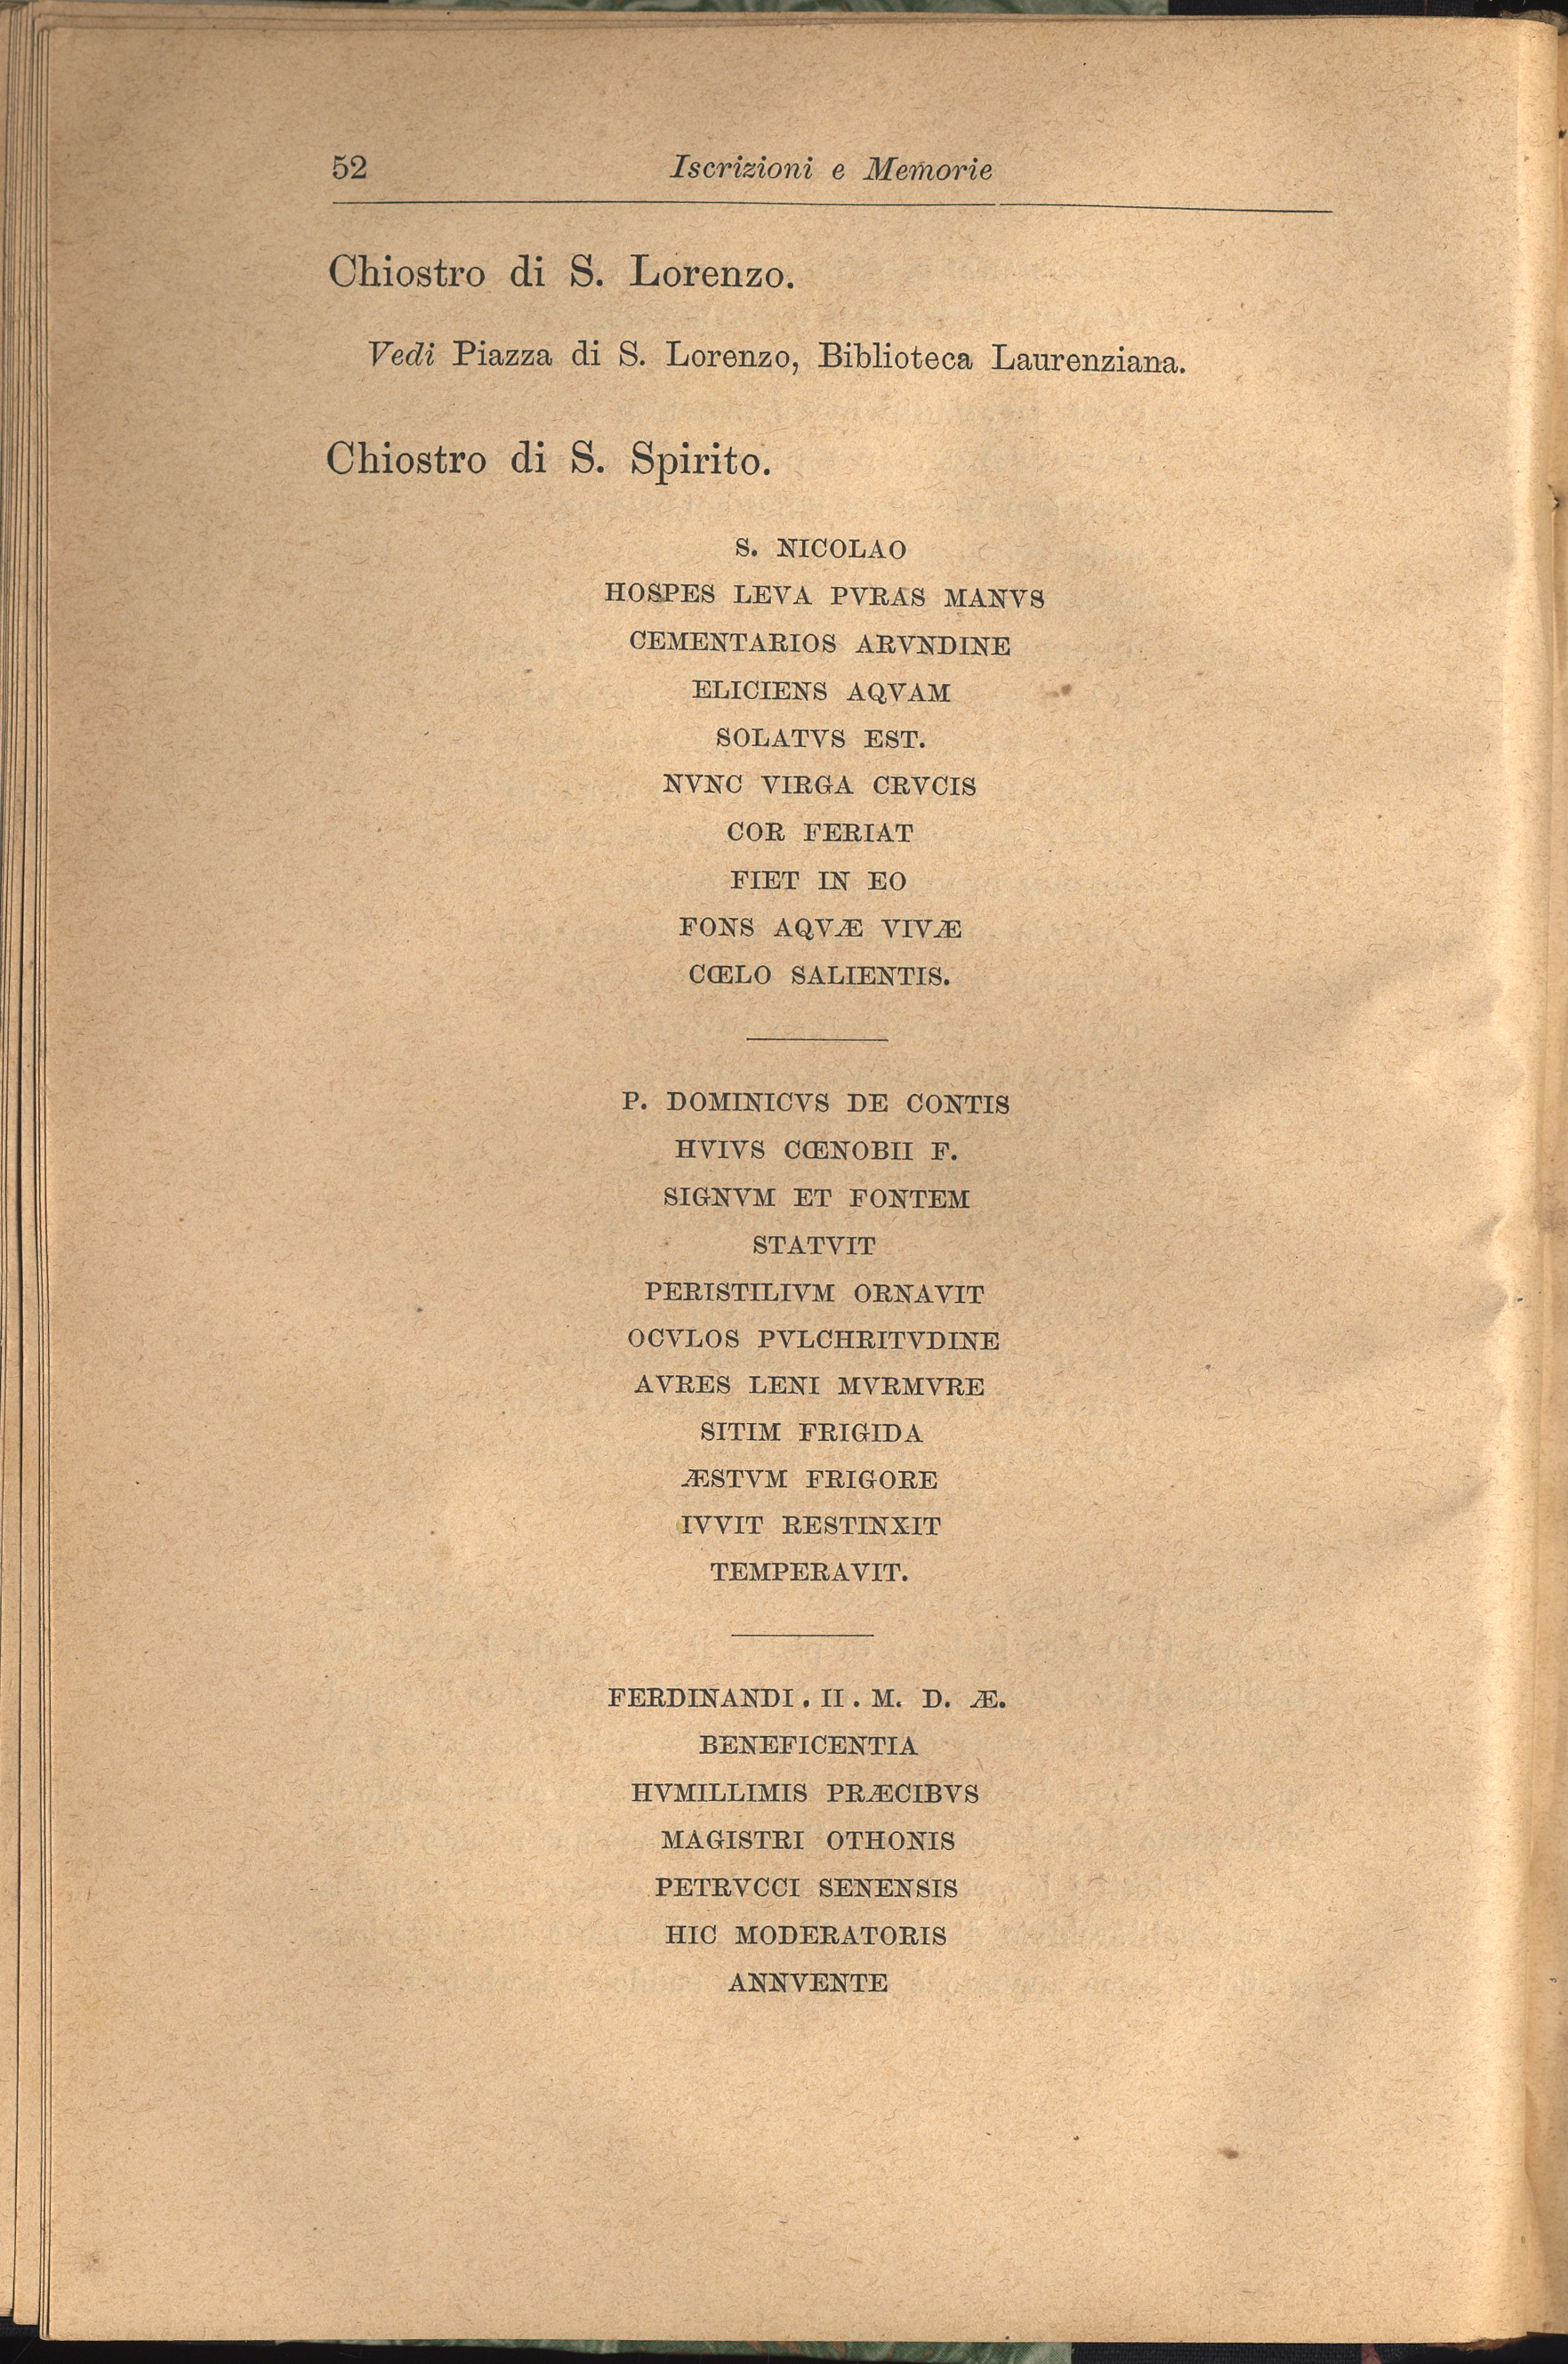 52 Iscrizioni e Memorie
Chiostro di S. Lorenzo.
Vedi Piazza di S. Lorenzo, Biblioteca Laurenziana.
Chiostro di S. Spirito.
S. NICOLAO
HOSPES LEVA PVRAS MANVS
CEMENTARIOS ARVNDINE
ELICIENS AQVAM
SOLATVS EST.
NVNC VIRGA CRVCIS
COR FERIAT
FIET IN EO
FONS AQVÆ VIVÆ
CŒLO SALIENTIS.
P. DOMINICVS DE CONTIS
HVIVS CŒNOBII F.
SIGNVM ET FONTEM
STATVIT
PERISTILIVM ORNAVIT
OCVLOS PVLCHRITVDINE
AVRES LENI MVRMVRE
SITIM FRIGIDA
ÆSTVM FRIGORE
IVVIT RESTINXIT
TEMPERAVIT.
FERDINANDI . II . M. D. Æ.
BENEFICENTIA
HVMILLIMIS PRÆCIBVS
MAGISTRI OTHONIS
PETRVCCI SENENSIS
HIC MODERATORIS
ANNVENTE